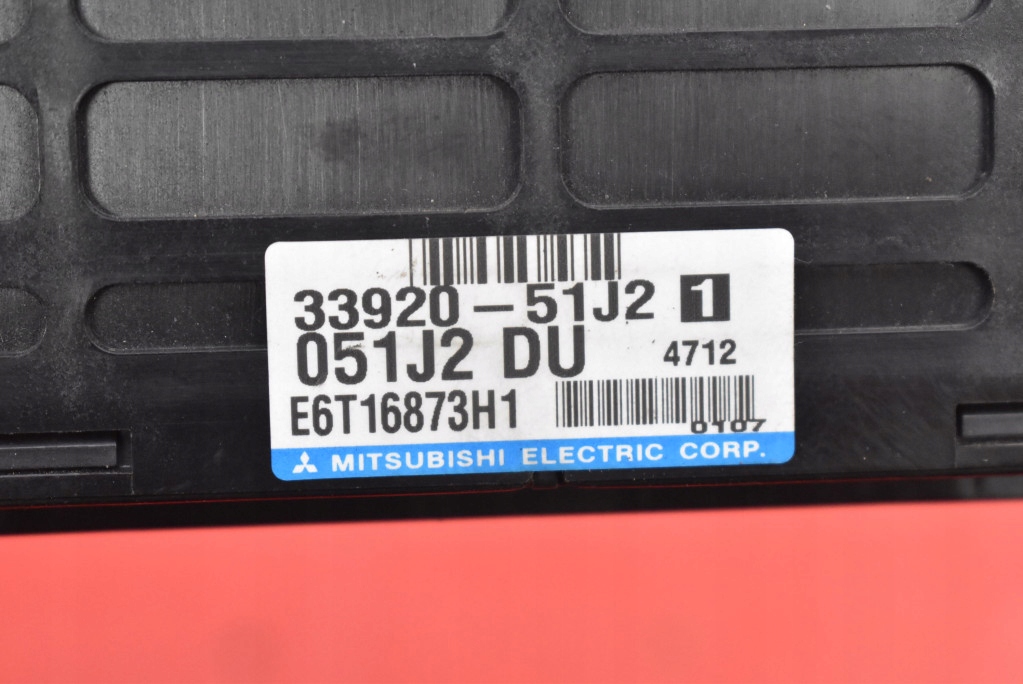 33920-51J2 1
051J2 DU 4712
E6T16873H1
0107
MITSUBISHI ELECTRIC CORP.